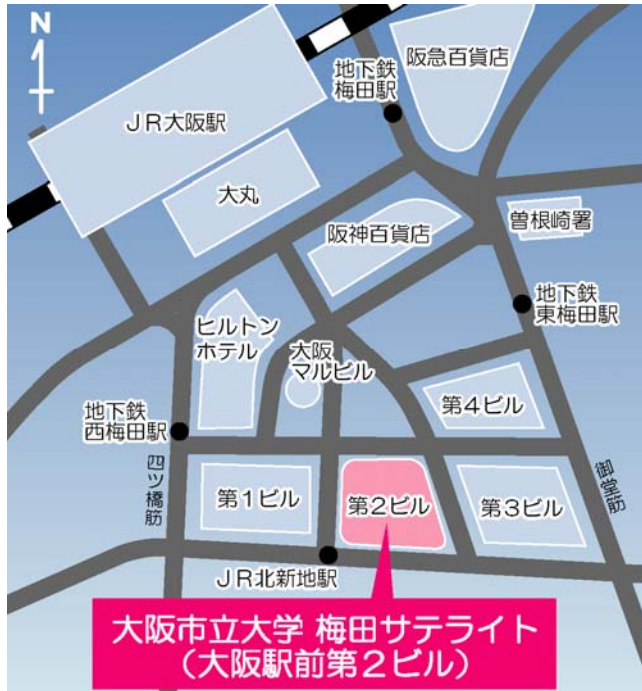 N
地下鉄
梅田駅
阪急百貨店
JR大阪駅
大丸
阪神百貨店
曽根崎署
地下鉄
東梅田駅
ヒルトン
ホテル
大阪
マルビル
第4ビル
地下鉄
西梅田駅
四ツ橋筋
第1ビル
第2ビル
第3ビル
御堂筋
JR北新地駅
大阪市立大学 梅田サテライト
(大阪駅前第2ビル)